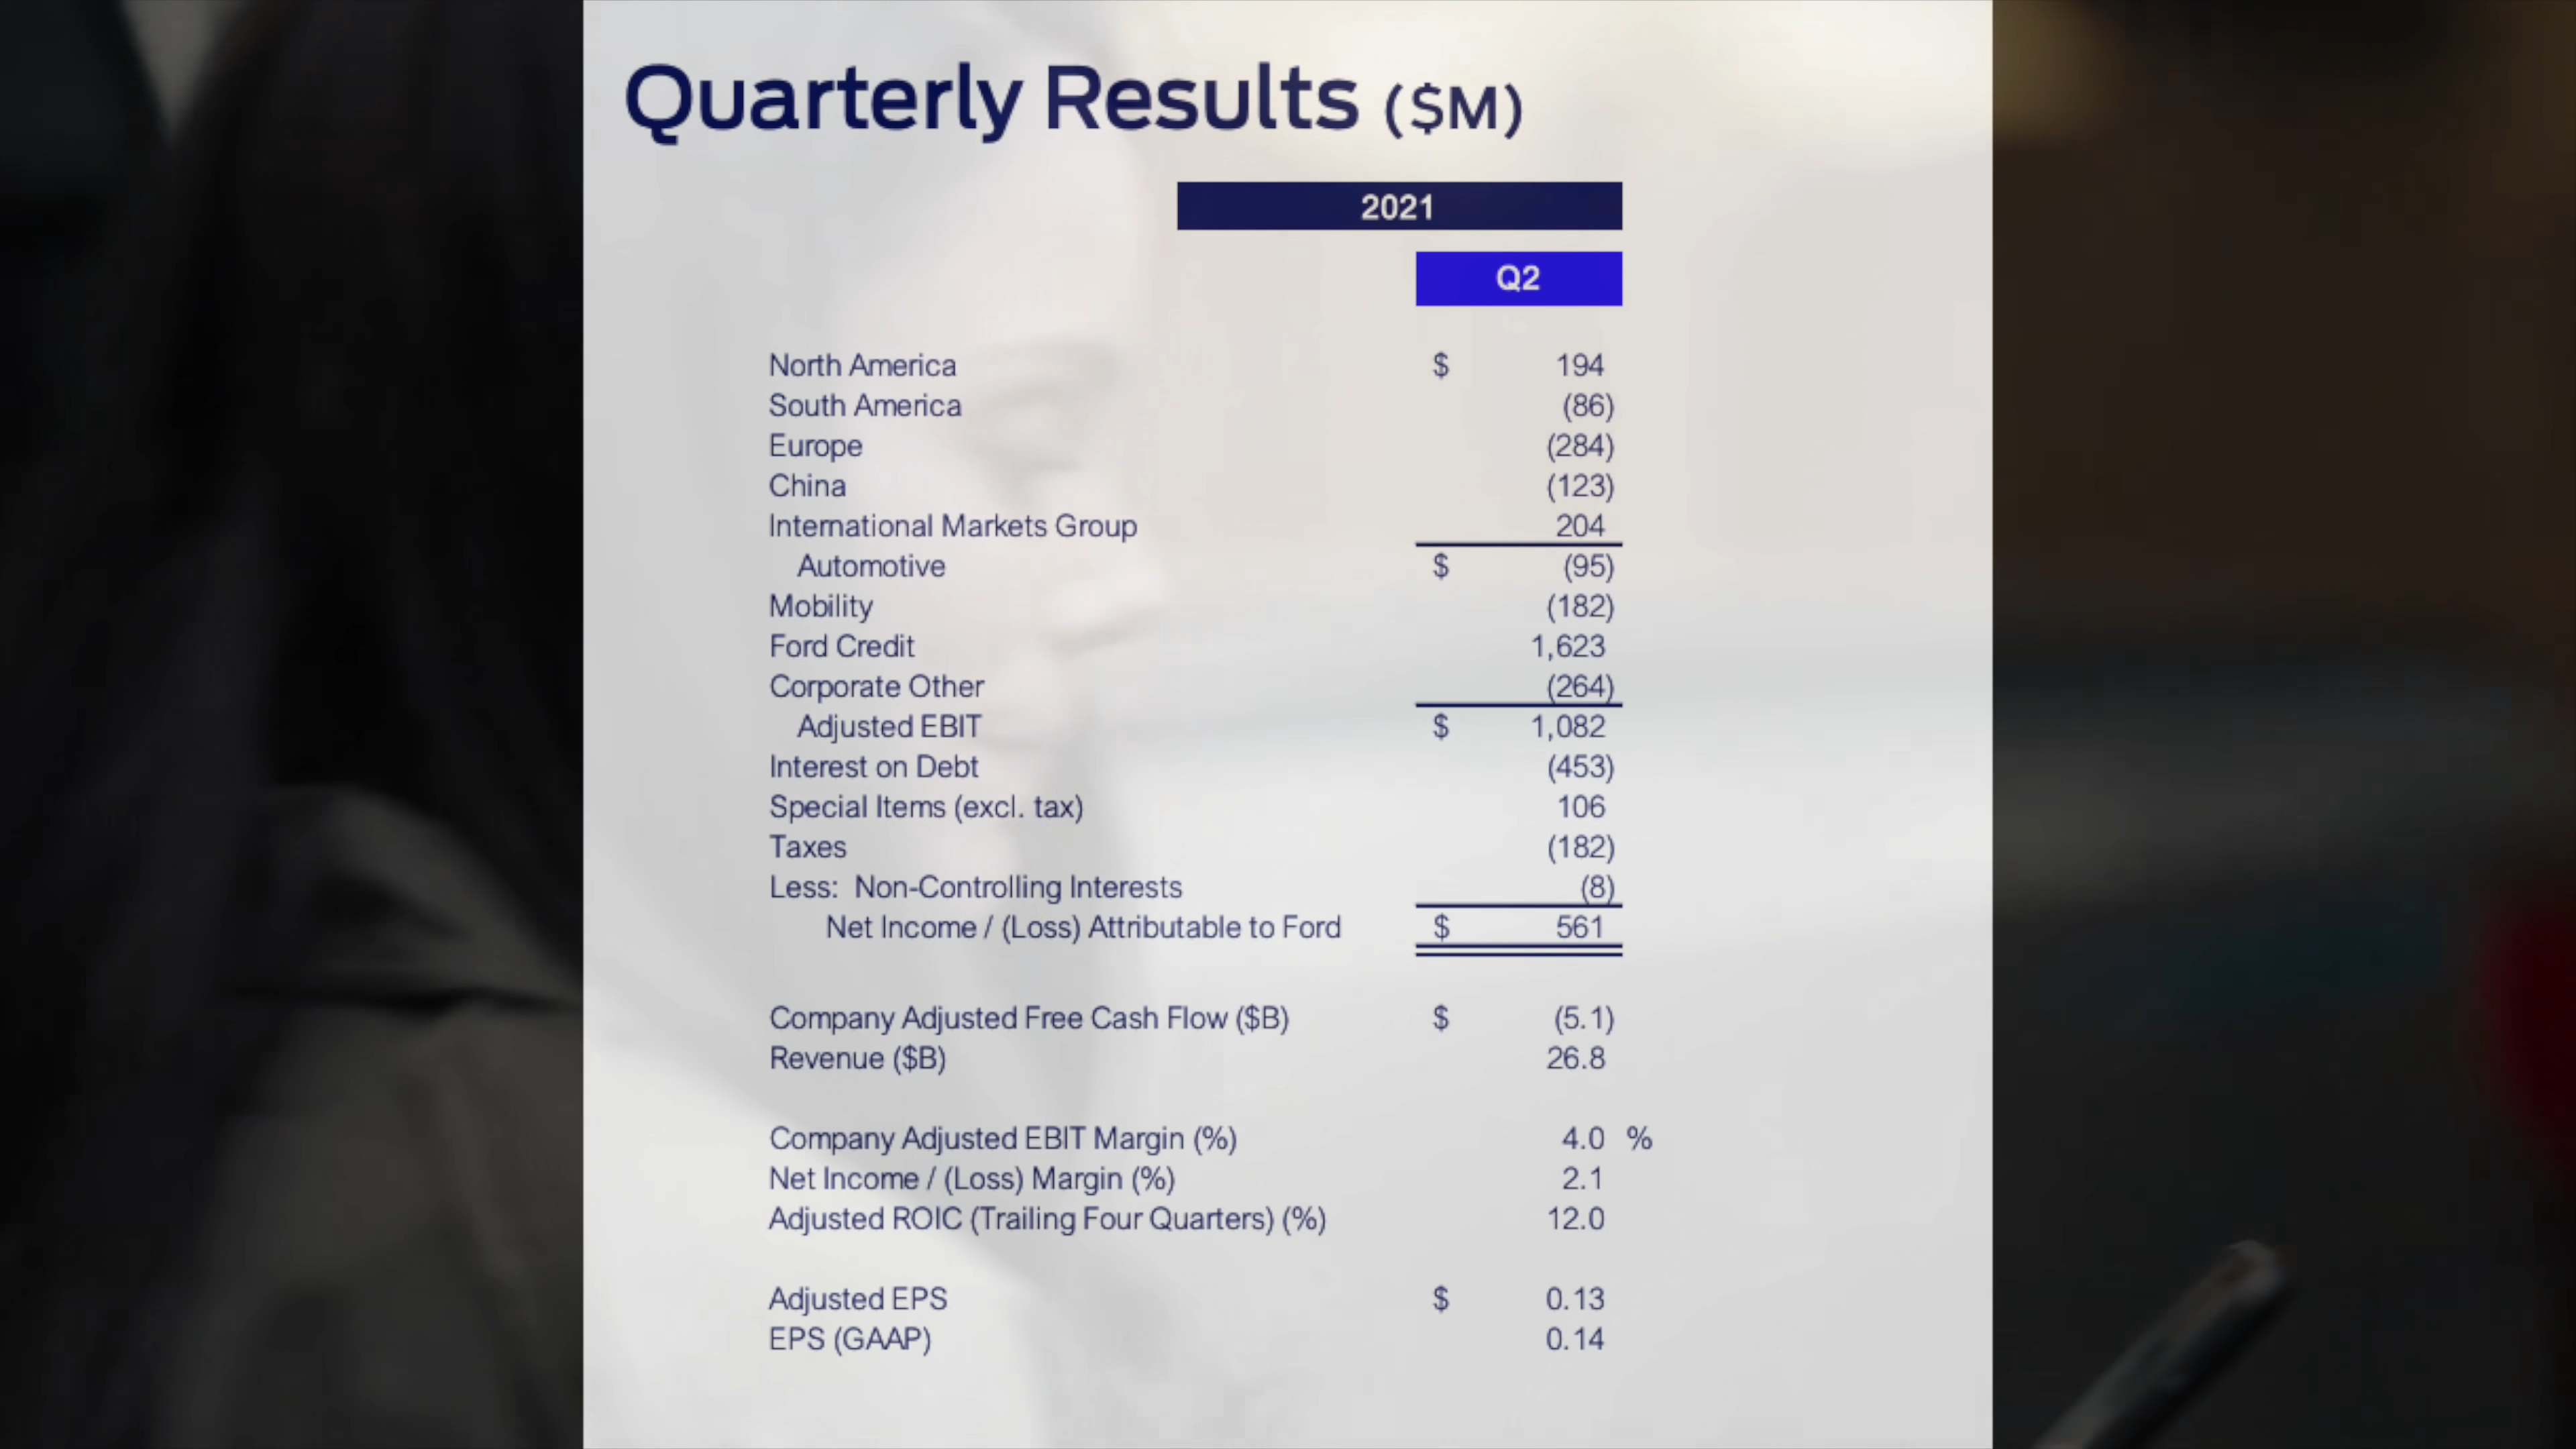 Quarterly Results ($M)
2021
Q2
North America $ 194
South America (86)
Europe (284)
China (123)
International Markets Group 204
Automotive $ (95)
Mobility (182)
Ford Credit 1,623
Corporate Other (264)
Adjusted EBIT $ 1,082
Interest on Debt (453)
Special Items (excl. tax) 106
Taxes (182)
Less: Non-Controlling Interests (8)
Net Income / (Loss) Attributable to Ford $ 561
Company Adjusted Free Cash Flow ($B) $ (5.1)
Revenue ($B) 26.8
Company Adjusted EBIT Margin (%) 4.0 %
Net Income / (Loss) Margin (%) 2.1
Adjusted ROIC (Trailing Four Quarters) (%) 12.0
Adjusted EPS $ 0.13
EPS (GAAP) 0.14